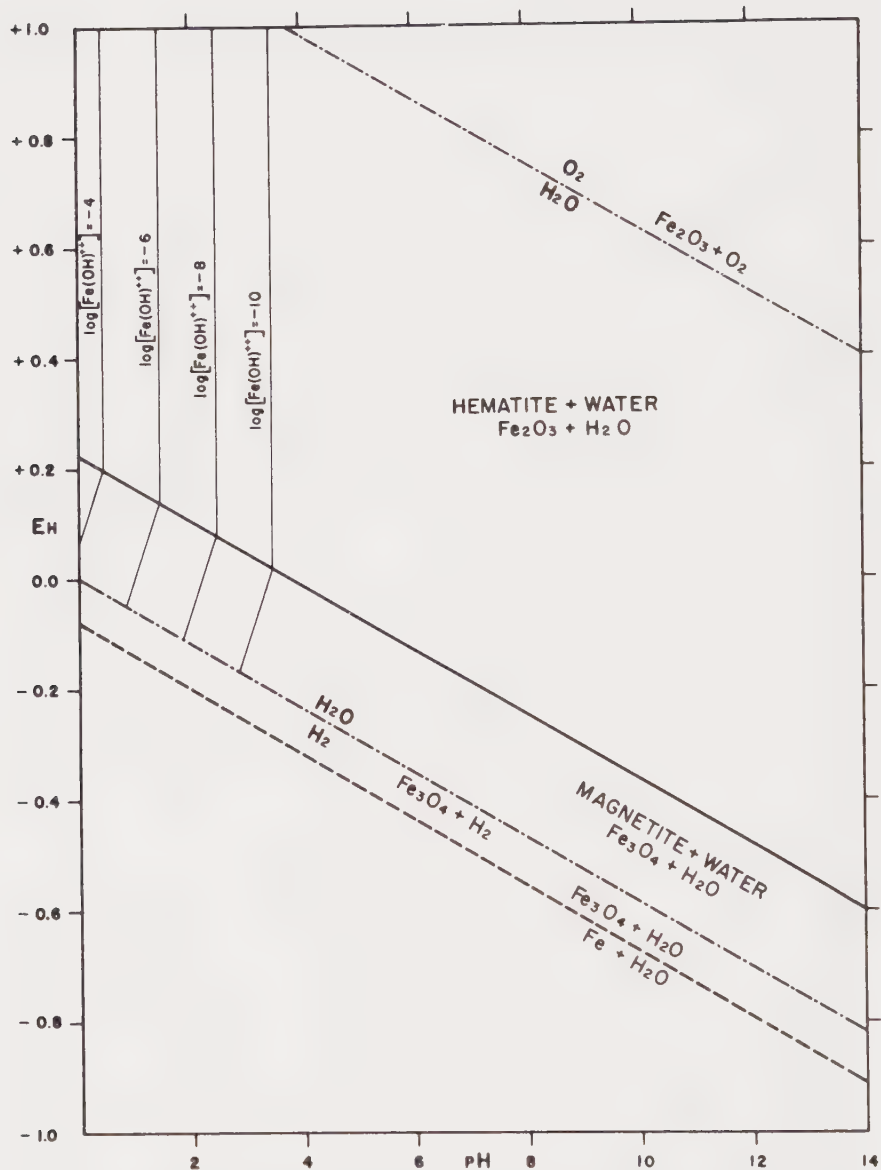 +1.0
+0.8
+0.6
+0.4
+0.2
EH
0.0
-0.2
-0.4
-0.6
-0.8
-1.0
log[Fe(OH)++]=-4
log[Fe(OH)++]=-6
log[Fe(OH)++]=-8
log[Fe(OH)++]=-10
O2
H2O
Fe2O3+O2
HEMATITE + WATER
Fe2O3 + H2O
H2O
H2
Fe3O4 + H2
MAGNETITE + WATER
Fe3O4 + H2O
Fe3O4 + H2O
Fe + H2O
2
4
6
pH
8
10
12
14